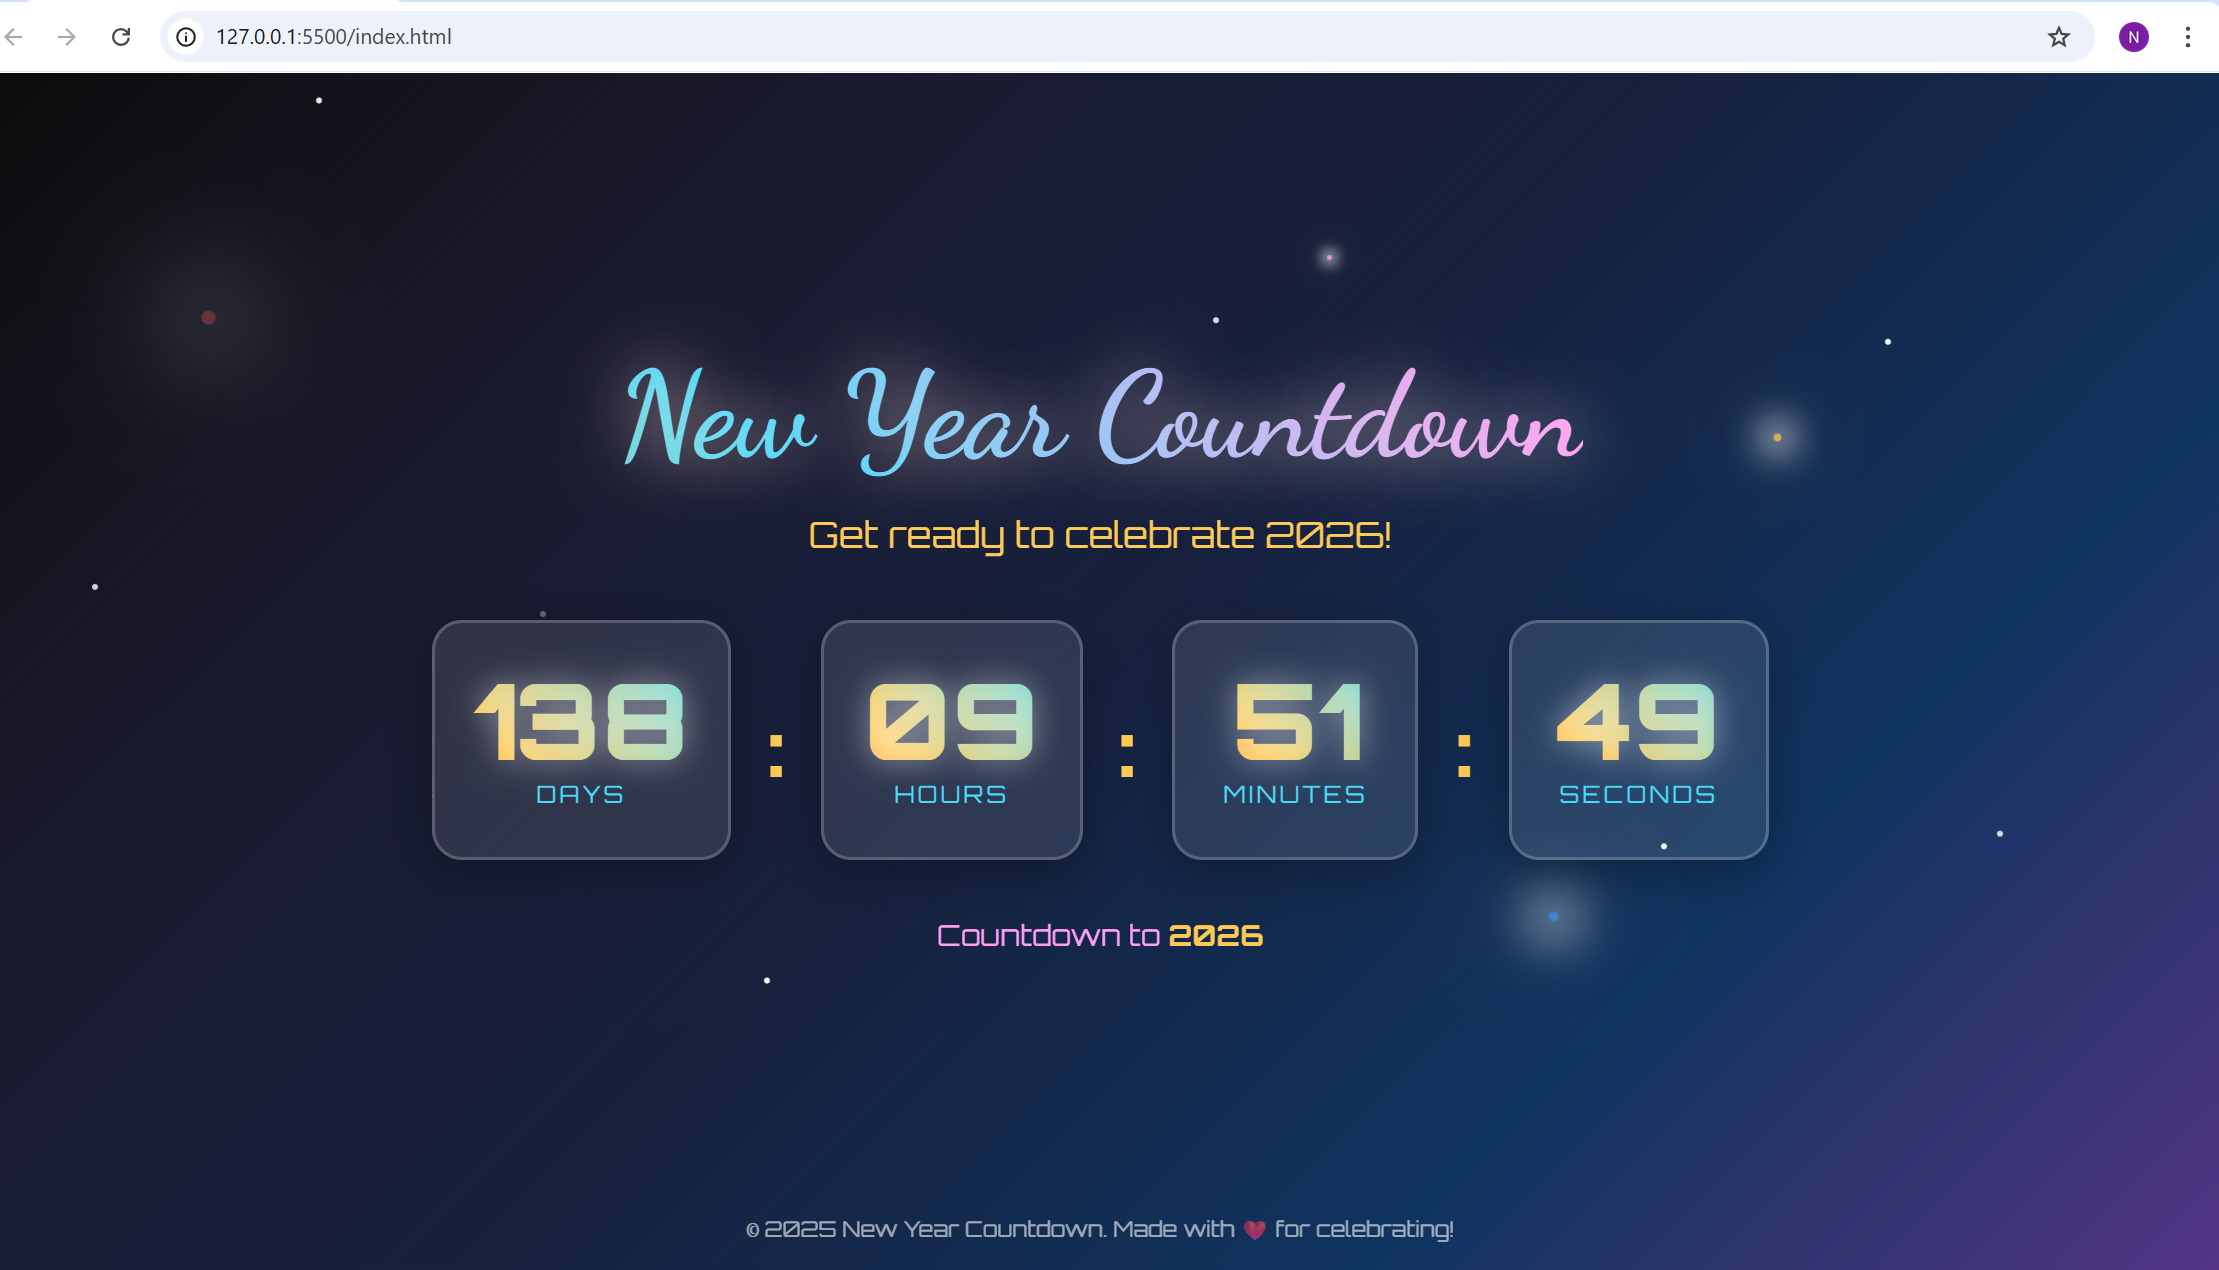 127.0.0.1:5500/index.html
N
New Year Countdown
Get ready to celebrate 2026!
138 : 09 : 51 : 49
DAYS HOURS MINUTES SECONDS
Countdown to 2026
© 2025 New Year Countdown. Made with ❤️ for celebrating!